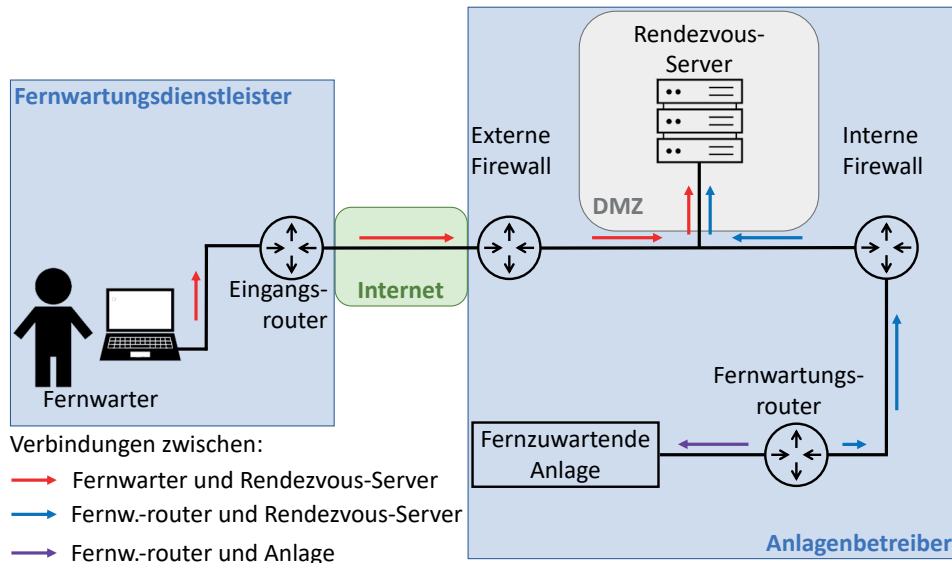 Rendezvous-
Server
Fernwartungsdienstleister
Externe
Firewall
Interne
Firewall
DMZ
Eingangs-
router
Internet
Fernwarter
Fernwartungs-
router
Fernzuwartende
Anlage
Verbindungen zwischen:
Fernwarter und Rendezvous-Server
Fernw.-router und Rendezvous-Server
Fernw.-router und Anlage
Anlagenbetreiber